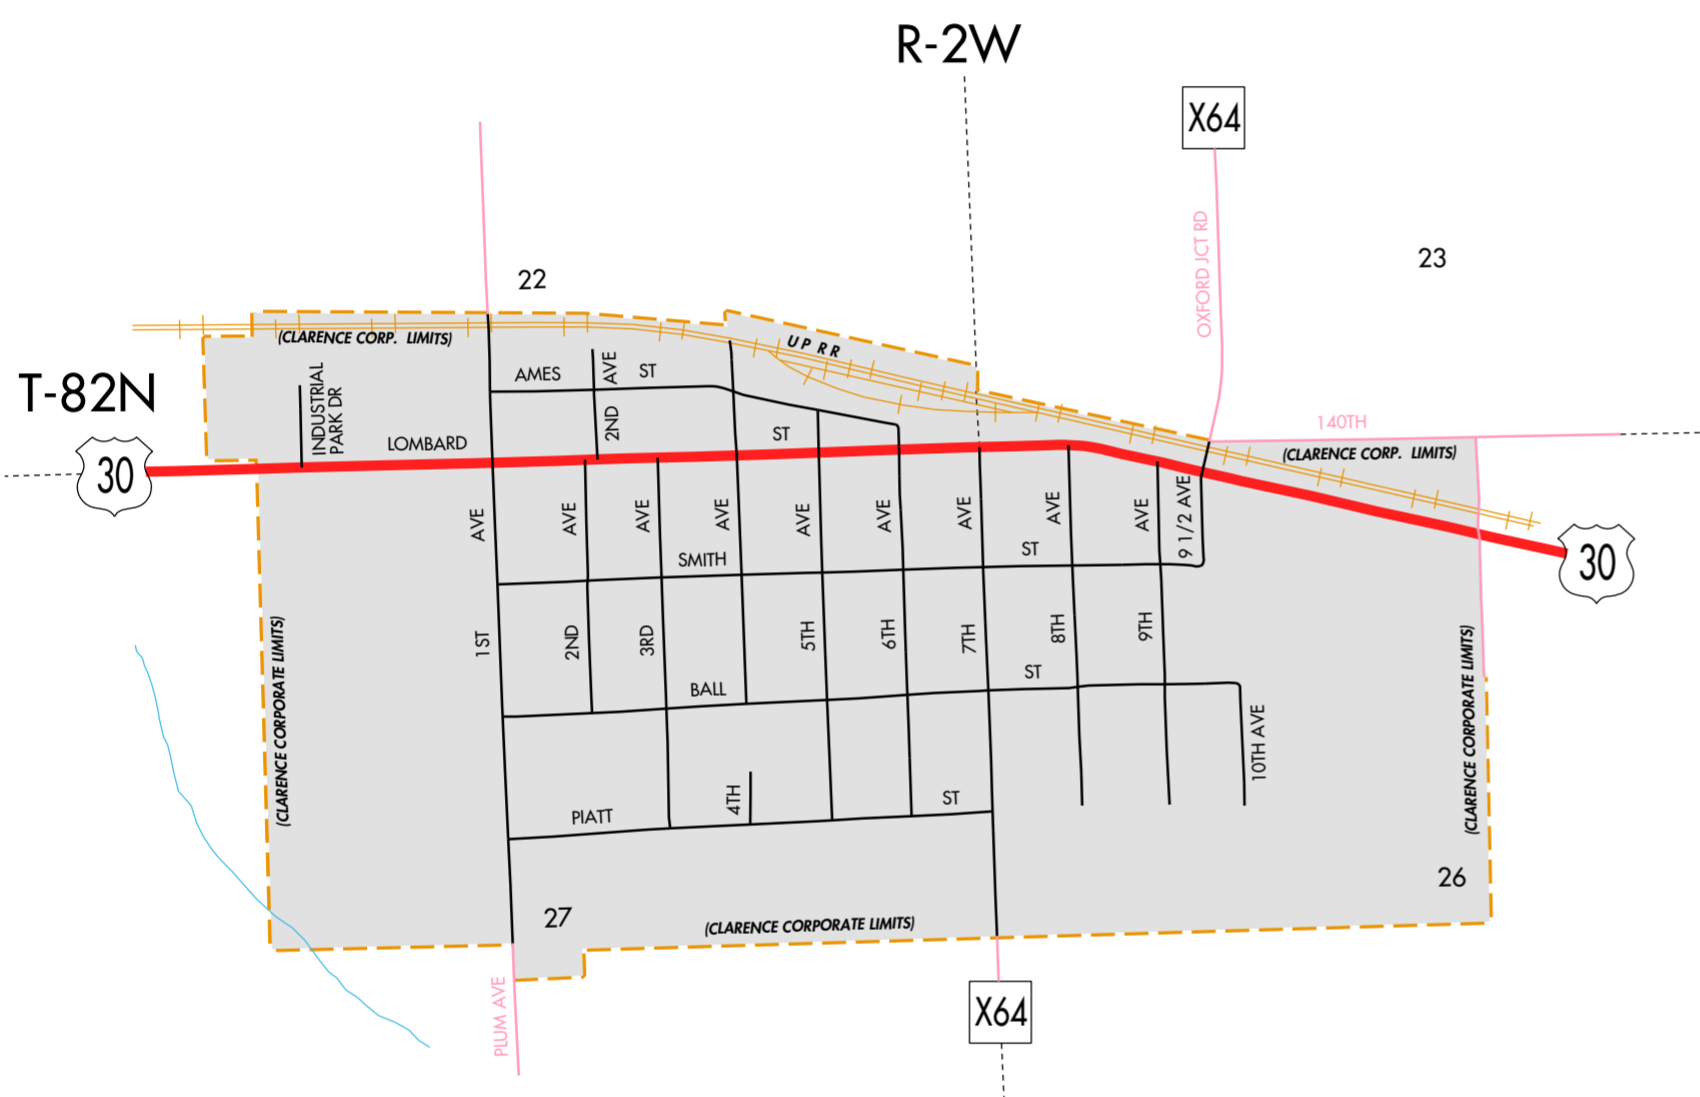 R-2W
X64
OXFORD JCT RD
23
22
(CLARENCE CORP. LIMITS)
UP RR
T-82N
INDUSTRIAL
PARK DR
AMES ST
2ND AVE
LOMBARD ST
140TH
(CLARENCE CORP. LIMITS)
30
30
1ST AVE
2ND AVE
3RD AVE
AVE
5TH AVE
6TH AVE
7TH AVE
8TH AVE
9TH AVE
9 1/2 AVE
SMITH ST
BALL ST
10TH AVE
4TH
PIATT ST
(CLARENCE CORPORATE LIMITS)
(CLARENCE CORPORATE LIMITS)
26
27
(CLARENCE CORPORATE LIMITS)
PLUM AVE
X64